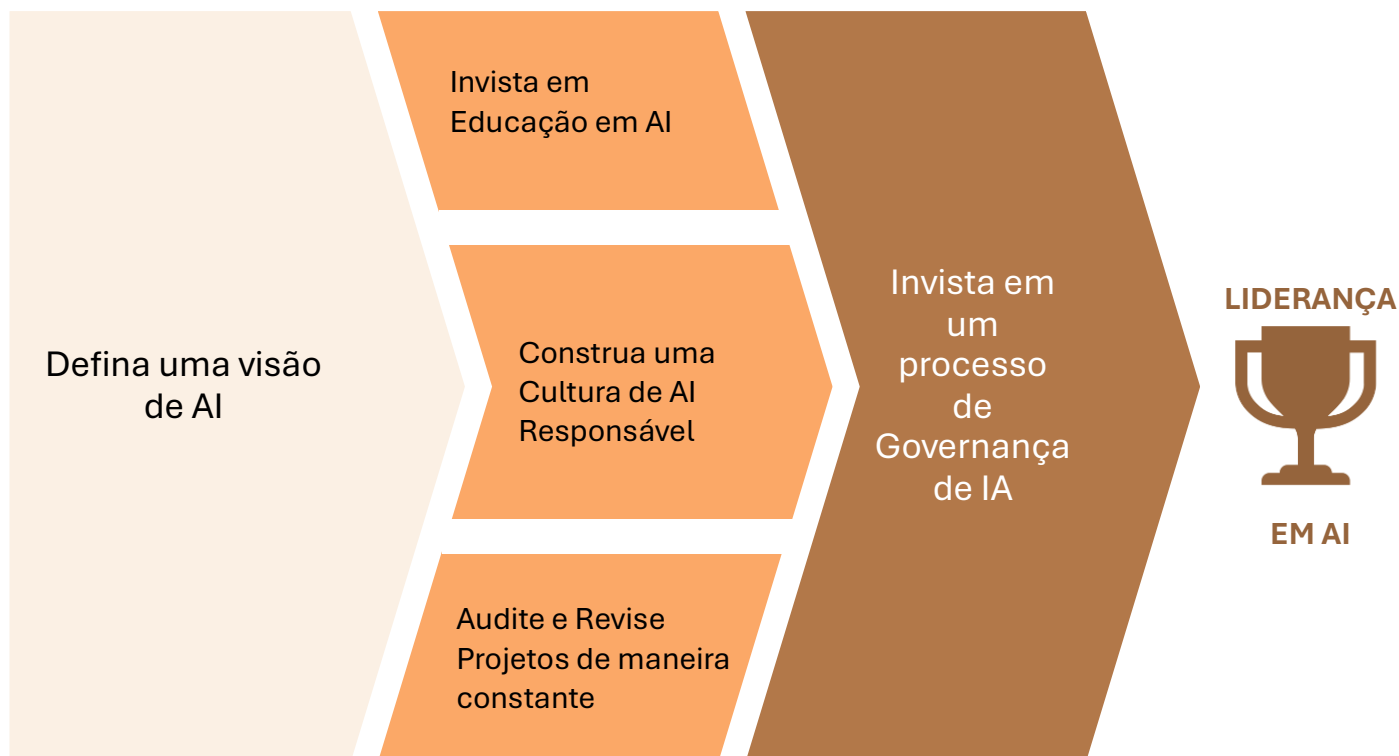 Defina uma visão
de AI
Invista em
Educação em AI
Construa uma
Cultura de AI
Responsável
Audite e Revise
Projetos de maneira
constante
Invista em
um
processo
de
Governança
de IA
LIDERANÇA
EM AI